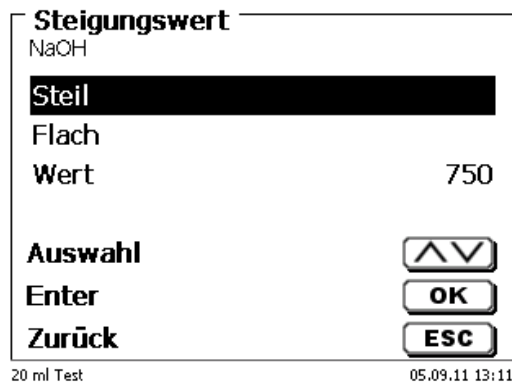 Steigungswert
NaOH
Steil
Flach
Wert 750
Auswahl
Enter OK
Zurück ESC
20 ml Test 05.09.11 13:11